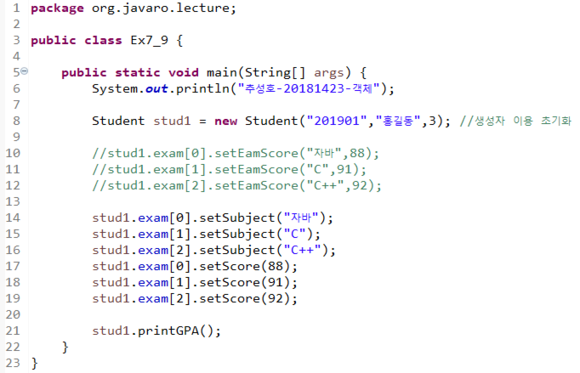 1 package org.javaro.lecture;
2
3 public class Ex7_9 {
4
5 public static void main(String[] args) {
6 System.out.println("추성호-20181423-객체");
7
8 Student stud1 = new Student("201901","홍길동",3); //생성자 이용 초기화
9
10 //stud1.exam[0].setEamScore("자바",88);
11 //stud1.exam[1].setEamScore("C",91);
12 //stud1.exam[2].setEamScore("C++",92);
13
14 stud1.exam[0].setSubject("자바");
15 stud1.exam[1].setSubject("C");
16 stud1.exam[2].setSubject("C++");
17 stud1.exam[0].setScore(88);
18 stud1.exam[1].setScore(91);
19 stud1.exam[2].setScore(92);
20
21 stud1.printGPA();
22 }
23 }